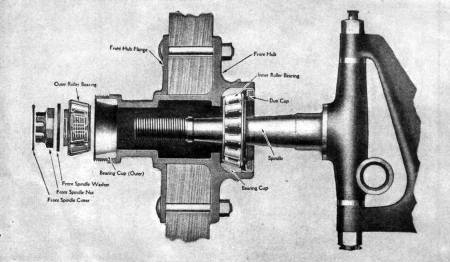 Front Hub Flange
Front Hub
Outer Roller Bearing
Inner Roller Bearing
Dust Cap
Spindle
Bearing Cup (Outer)
Bearing Cup
Front Spindle Washer
Front Spindle Nut
Front Spindle Cotter